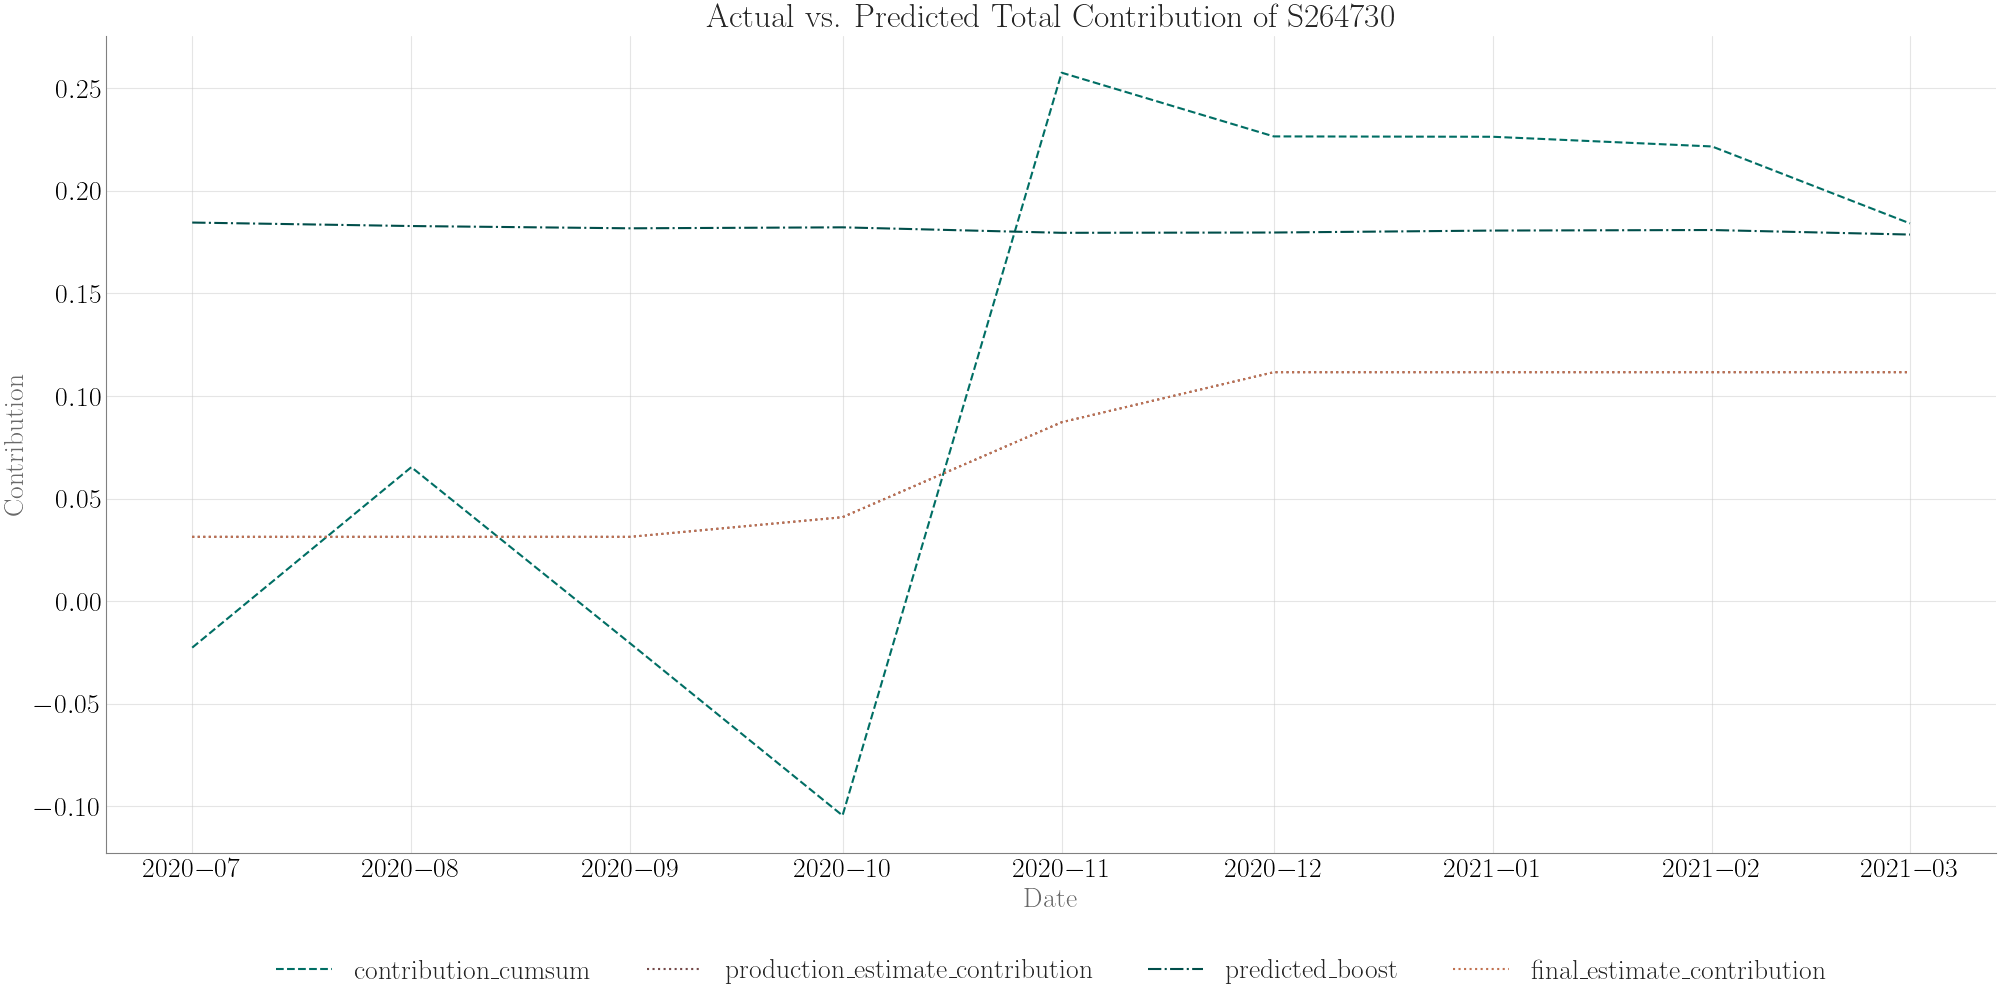 Actual vs. Predicted Total Contribution of S264730
0.25
0.20
0.15
0.10
0.05
0.00
−0.05
−0.10
Contribution
2020−07 2020−08 2020−09 2020−10 2020−11 2020−12 2021−01 2021−02 2021−03
Date
contribution_cumsum production_estimate_contribution predicted_boost final_estimate_contribution